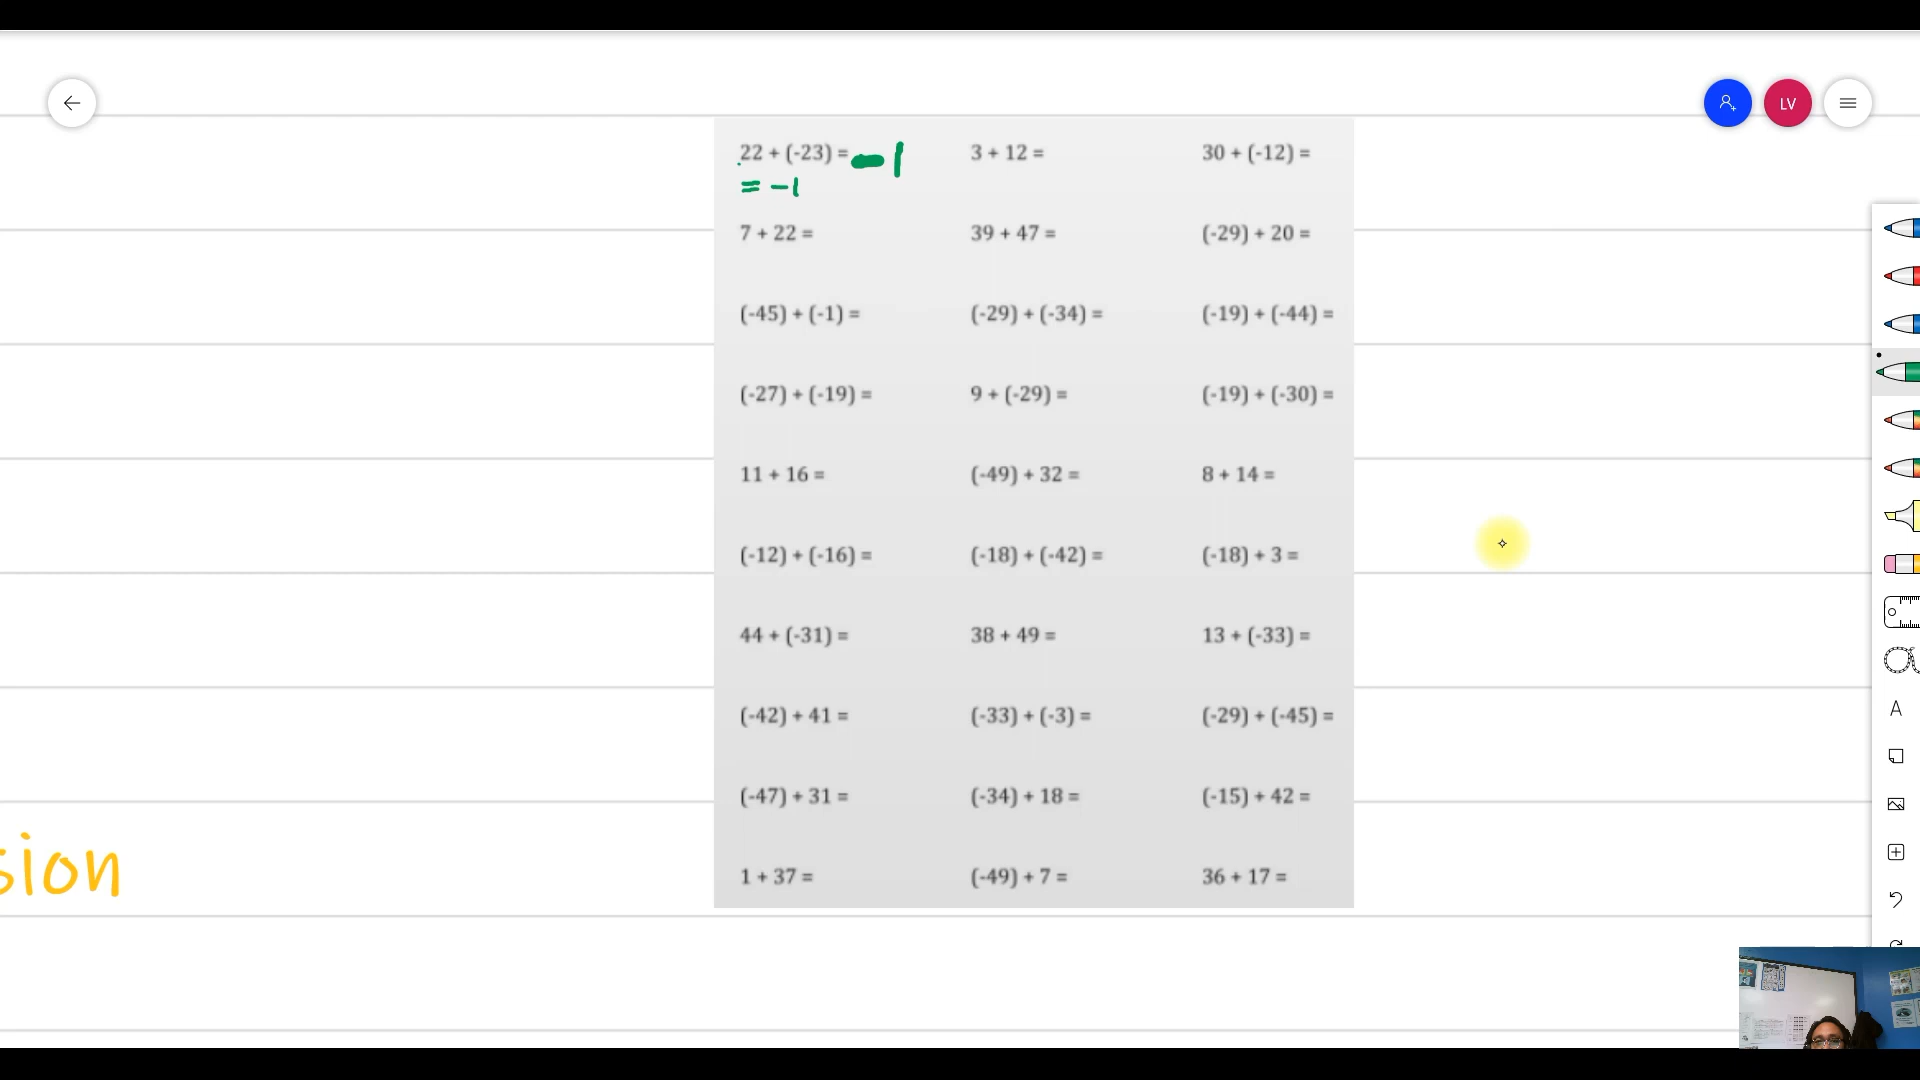 LV
22 + (-23) = -1
= -1
3 + 12 =
30 + (-12) =
7 + 22 =
39 + 47 =
(-29) + 20 =
(-45) + (-1) =
(-29) + (-34) =
(-19) + (-44) =
(-27) + (-19) =
9 + (-29) =
(-19) + (-30) =
11 + 16 =
(-49) + 32 =
8 + 14 =
(-12) + (-16) =
(-18) + (-42) =
(-18) + 3 =
44 + (-31) =
38 + 49 =
13 + (-33) =
(-42) + 41 =
(-33) + (-3) =
(-29) + (-45) =
(-47) + 31 =
(-34) + 18 =
(-15) + 42 =
1 + 37 =
(-49) + 7 =
36 + 17 =
sion
A